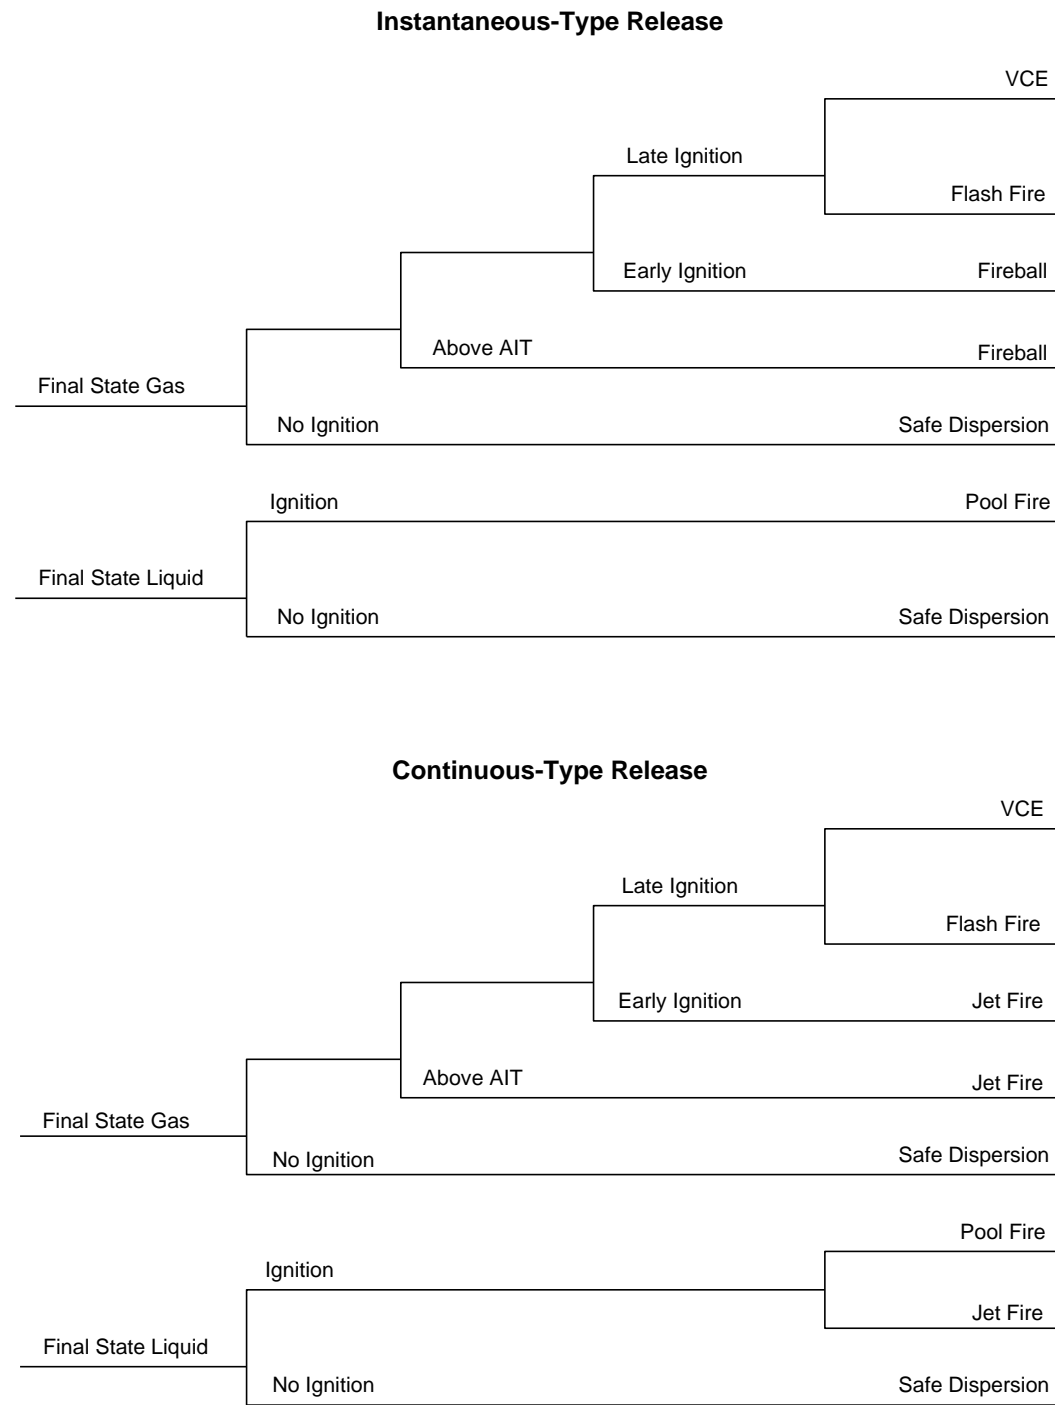 Instantaneous-Type Release
VCE
Late Ignition
Flash Fire
Early Ignition
Fireball
Above AIT
Fireball
Final State Gas
No Ignition
Safe Dispersion
Ignition
Pool Fire
Final State Liquid
No Ignition
Safe Dispersion
Continuous-Type Release
VCE
Late Ignition
Flash Fire
Early Ignition
Jet Fire
Above AIT
Jet Fire
Final State Gas
No Ignition
Safe Dispersion
Pool Fire
Ignition
Jet Fire
Final State Liquid
No Ignition
Safe Dispersion